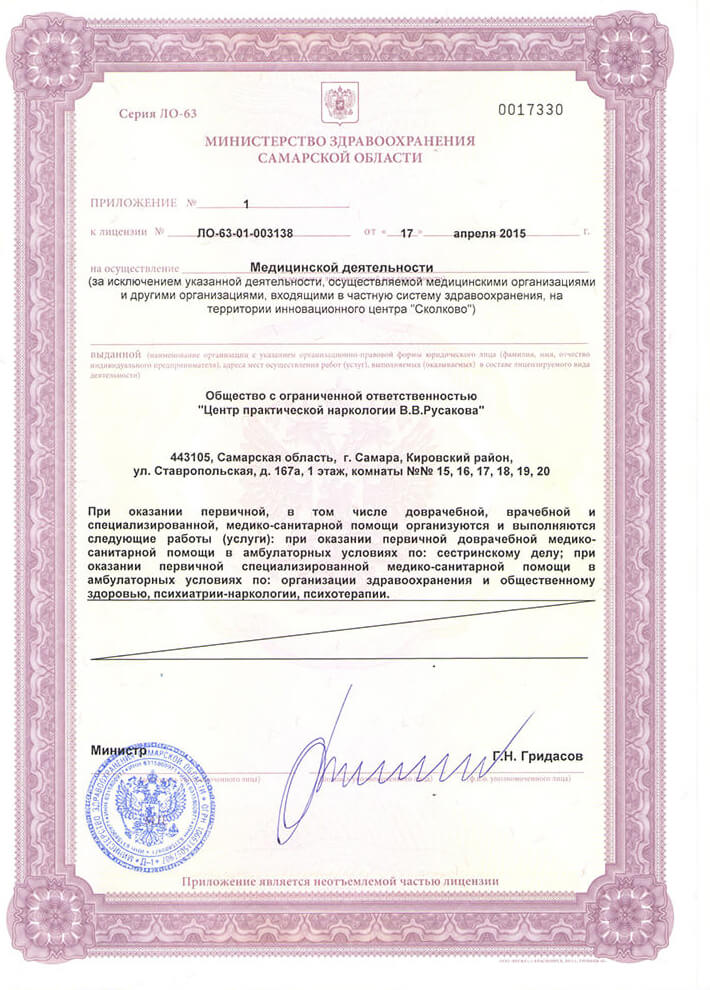 Серия ЛО-63
0017330
МИНИСТЕРСТВО ЗДРАВООХРАНЕНИЯ
САМАРСКОЙ ОБЛАСТИ
ПРИЛОЖЕНИЕ № 1
к лицензии № ЛО-63-01-003138 от « 17 » апреля 2015 г.
на осуществление Медицинской деятельности
(за исключением указанной деятельности, осуществляемой медицинскими организациями
и другими организациями, входящими в частную систему здравоохранения, на
территории инновационного центра "Сколково")
выданной (наименование организации с указанием организационно-правовой формы юридического лица (фамилия, имя, отчество
индивидуального предпринимателя), адреса мест осуществления работ (услуг), выполняемых (оказываемых) в составе лицензируемого вида
деятельности)
Общество с ограниченной ответственностью
"Центр практической наркологии В.В.Русакова"
443105, Самарская область, г. Самара, Кировский район,
ул. Ставропольская, д. 167а, 1 этаж, комнаты №№ 15, 16, 17, 18, 19, 20
При оказании первичной, в том числе доврачебной, врачебной и
специализированной, медико-санитарной помощи организуются и выполняются
следующие работы (услуги): при оказании первичной доврачебной медико-
санитарной помощи в амбулаторных условиях по: сестринскому делу; при
оказании первичной специализированной медико-санитарной помощи в
амбулаторных условиях по: организации здравоохранения и общественному
здоровью, психиатрии-наркологии, психотерапии.
Министр
Г.Н. Гридасов
(ф.и.о. уполномоченного лица)
МИНИСТЕРСТВО ЗДРАВООХРАНЕНИЯ САМАРСКОЙ ОБЛАСТИ
Приложение является неотъемлемой частью лицензии